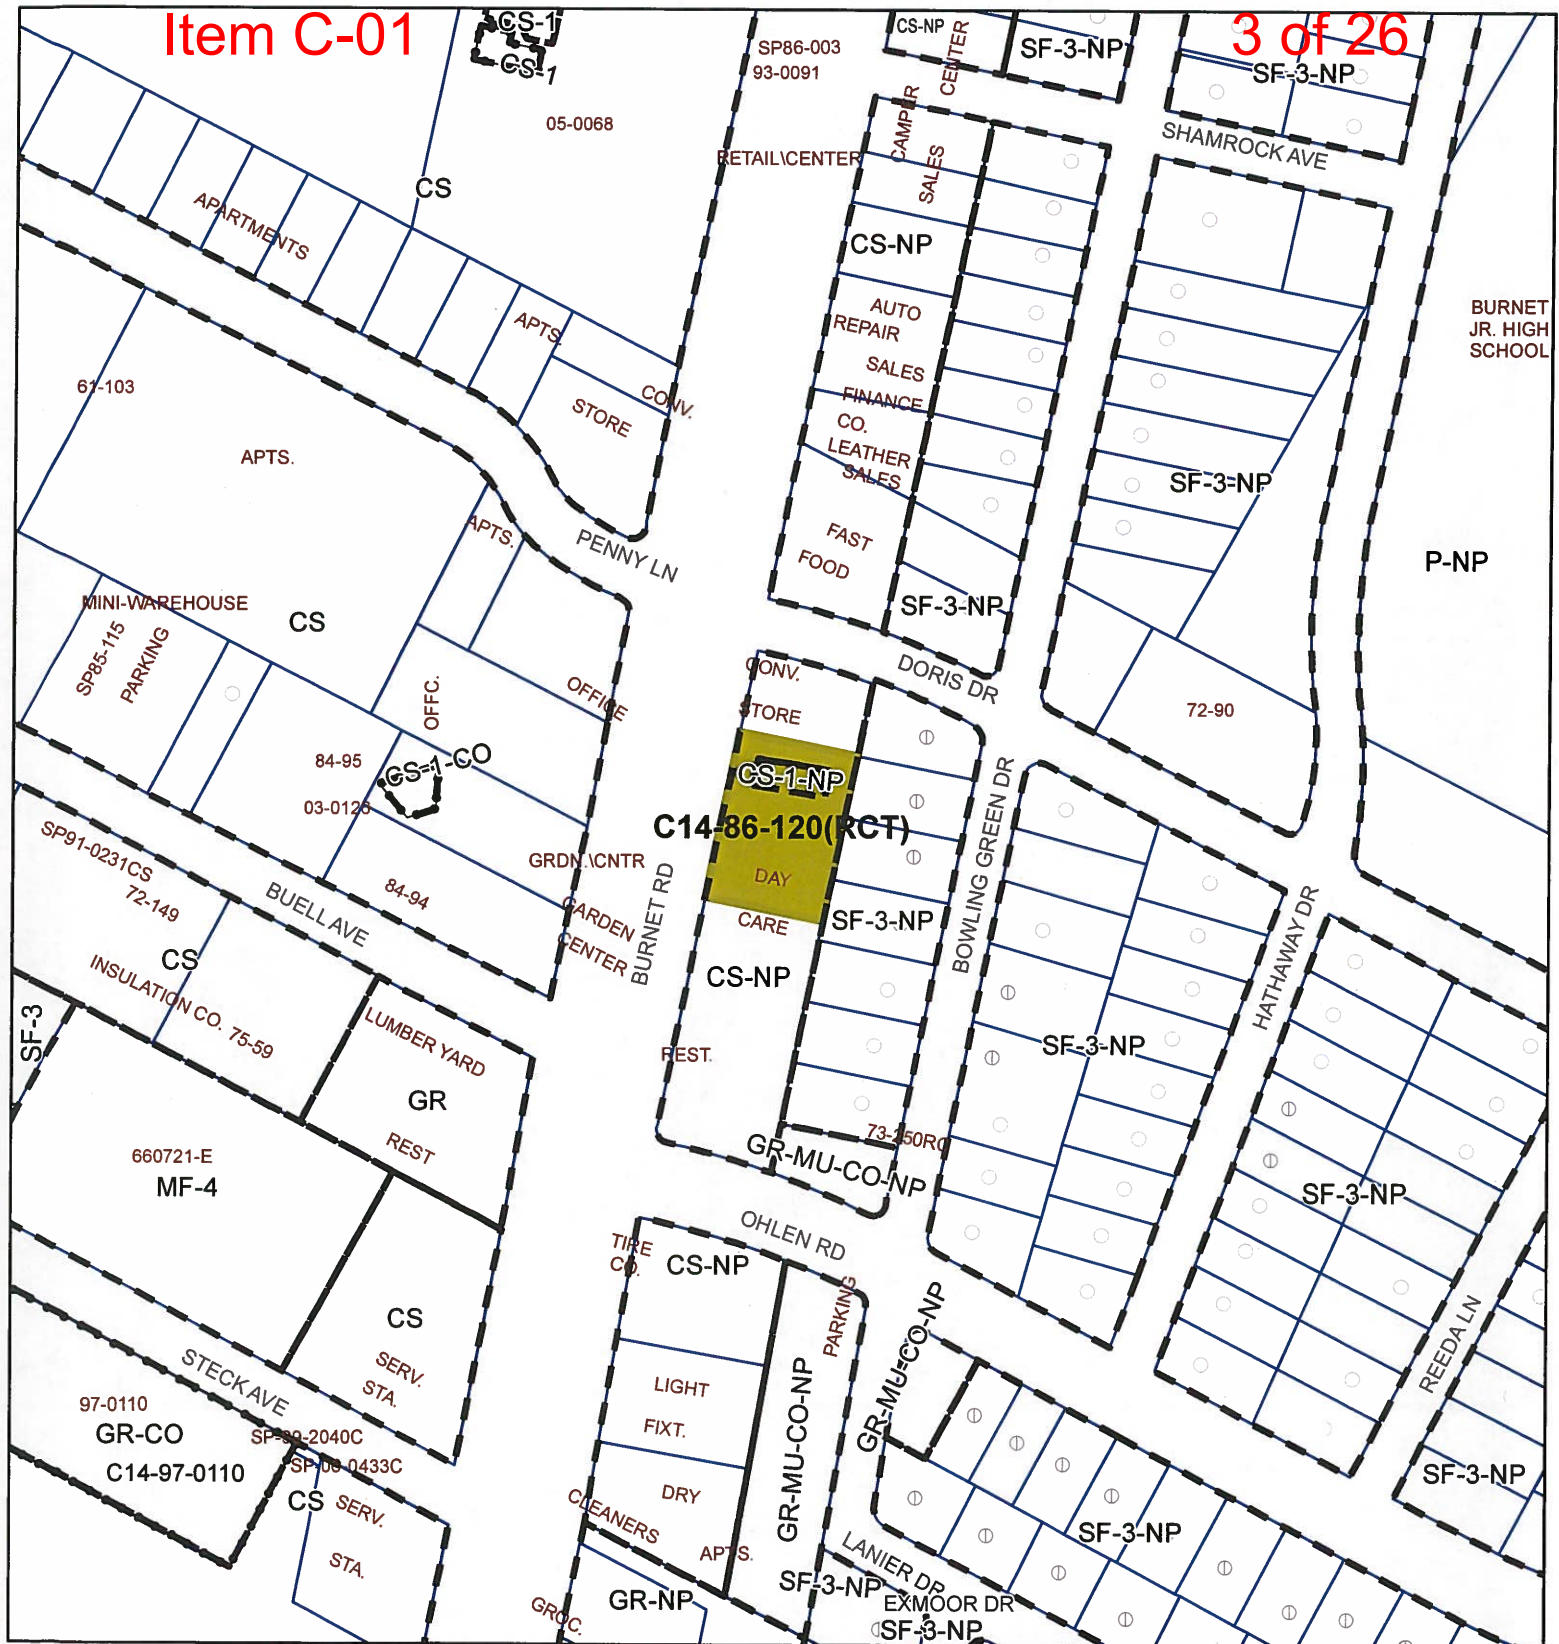 Item C-01
3 of 26
CS-1
CS-1
SP86-003
93-0091
CS-NP
CENTER
SF-3-NP
SF-3-NP
05-0068
SHAMROCK AVE
RETAIL\CENTER
CAMPER
SALES
CS
APARTMENTS
CS-NP
BURNET
JR. HIGH
SCHOOL
AUTO
REPAIR
SALES
FINANCE
CO.
LEATHER
SALES
APTS.
CONV.
STORE
61-103
APTS.
SF-3-NP
APTS.
FAST
FOOD
PENNY LN
P-NP
SF-3-NP
MINI-WAREHOUSE
CS
SP85-115
PARKING
DORIS DR
CONV.
STORE
OFFC.
OFFICE
72-90
84-95
CS-1-CO
03-0123
CS-1-NP
C14-86-120(RCT)
DAY
CARE
BOWLING GREEN DR
SP91-0231CS
72-149
BUELL AVE
84-94
GRDN.\CNTR
GARDEN
CENTER
BURNET RD
SF-3-NP
HATHAWAY DR
CS
INSULATION CO.
75-59
CS-NP
SF-3
LUMBER YARD
GR
REST
REST.
SF-3-NP
73-250RC
GR-MU-CO-NP
660721-E
MF-4
SF-3-NP
OHLEN RD
TIRE
CO.
CS-NP
PARKING
GR-MU-CO-NP
REEDA LN
CS
SERV.
STA.
STECK AVE
LIGHT
FIXT.
GR-MU-CO-NP
97-0110
GR-CO
C14-97-0110
SP-99-2040C
SP-00-0433C
CS
SERV.
STA.
DRY
CLEANERS
APTS.
SF-3-NP
SF-3-NP
LANIER DR
SF-3-NP
EXMOOR DR
SF-3-NP
GR-NP
GROC.